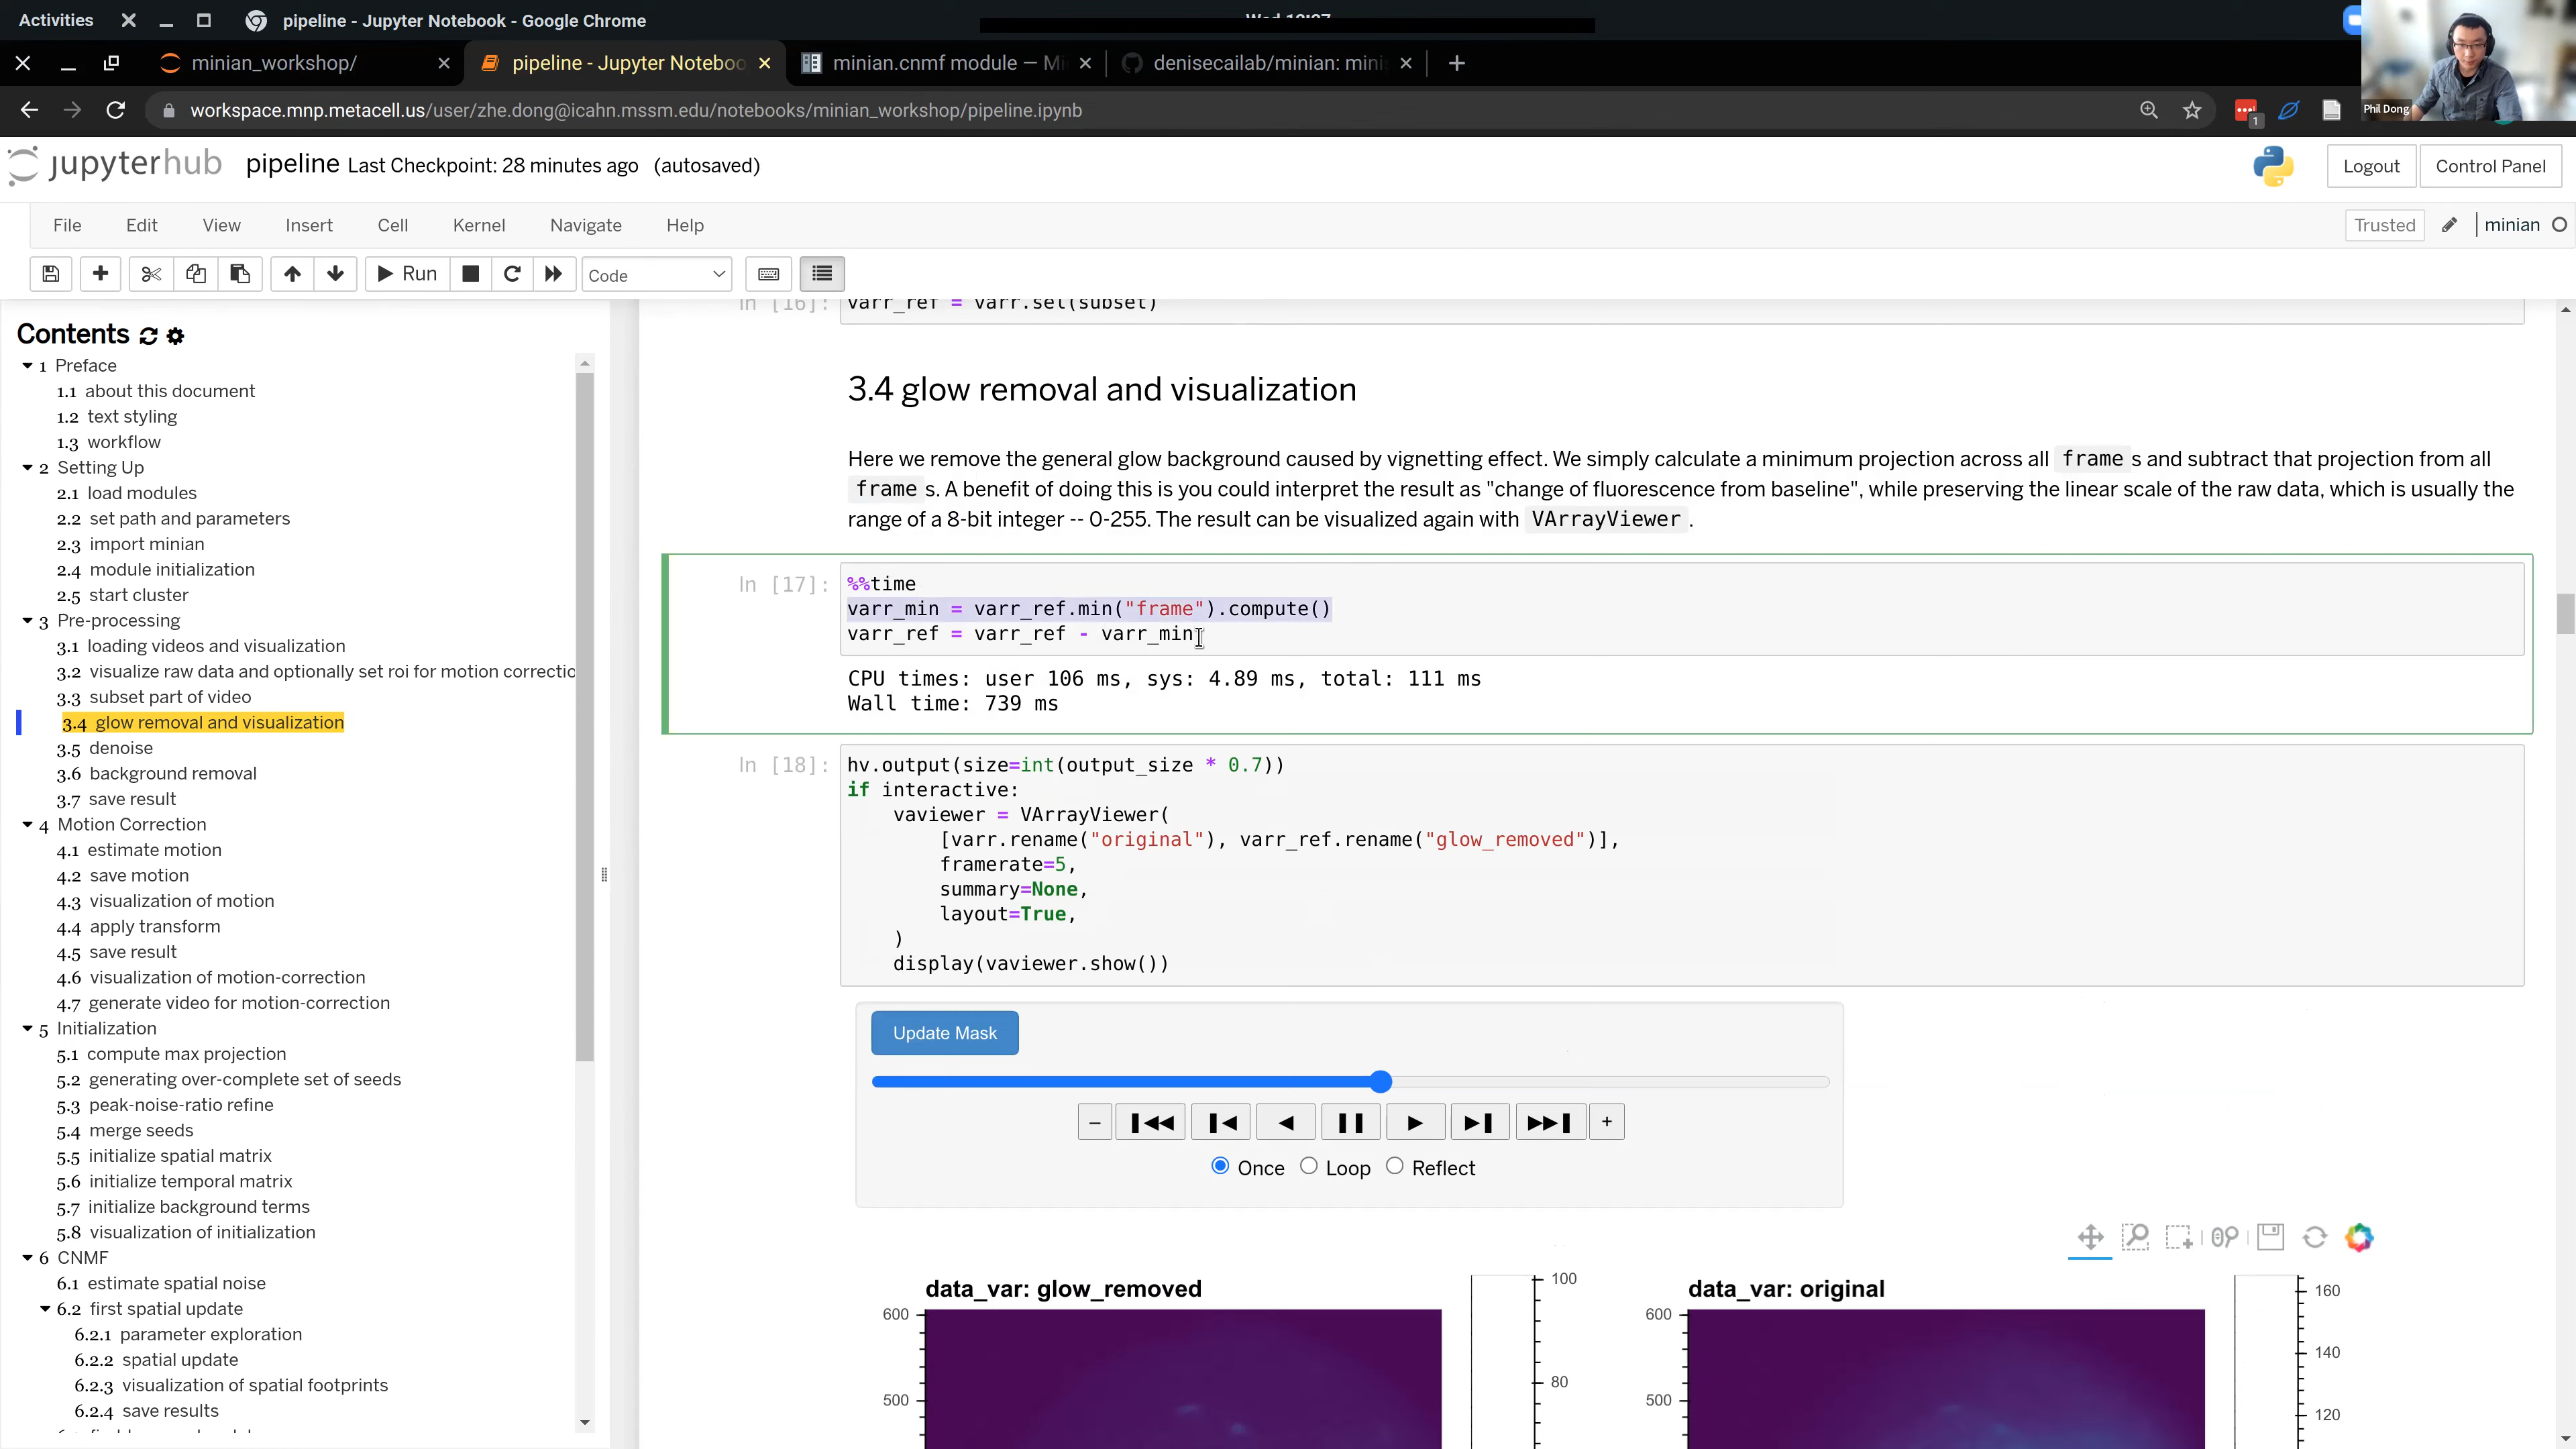 Activities
pipeline - Jupyter Notebook - Google Chrome
minian_workshop/
pipeline - Jupyter Noteboo
minian.cnmf module — Mi
denisecailab/minian: mini
workspace.mnp.metacell.us/user/zhe.dong@icahn.mssm.edu/notebooks/minian_workshop/pipeline.ipynb
1
Phil Dong
jupyterhub pipeline Last Checkpoint: 28 minutes ago (autosaved)
Logout
Control Panel
File Edit View Insert Cell Kernel Navigate Help
Trusted
minian
Run
Code
Contents
1 Preface
1.1 about this document
1.2 text styling
1.3 workflow
2 Setting Up
2.1 load modules
2.2 set path and parameters
2.3 import minian
2.4 module initialization
2.5 start cluster
3 Pre-processing
3.1 loading videos and visualization
3.2 visualize raw data and optionally set roi for motion correctio
3.3 subset part of video
3.4 glow removal and visualization
3.5 denoise
3.6 background removal
3.7 save result
4 Motion Correction
4.1 estimate motion
4.2 save motion
4.3 visualization of motion
4.4 apply transform
4.5 save result
4.6 visualization of motion-correction
4.7 generate video for motion-correction
5 Initialization
5.1 compute max projection
5.2 generating over-complete set of seeds
5.3 peak-noise-ratio refine
5.4 merge seeds
5.5 initialize spatial matrix
5.6 initialize temporal matrix
5.7 initialize background terms
5.8 visualization of initialization
6 CNMF
6.1 estimate spatial noise
6.2 first spatial update
6.2.1 parameter exploration
6.2.2 spatial update
6.2.3 visualization of spatial footprints
6.2.4 save results
In [16]: varr_ref = varr.sel(subset)
3.4 glow removal and visualization
Here we remove the general glow background caused by vignetting effect. We simply calculate a minimum projection across all frame s and subtract that projection from all
frame s. A benefit of doing this is you could interpret the result as "change of fluorescence from baseline", while preserving the linear scale of the raw data, which is usually the
range of a 8-bit integer -- 0-255. The result can be visualized again with VArrayViewer .
In [17]: %%time
varr_min = varr_ref.min("frame").compute()
varr_ref = varr_ref - varr_min
CPU times: user 106 ms, sys: 4.89 ms, total: 111 ms
Wall time: 739 ms
In [18]: hv.output(size=int(output_size * 0.7))
if interactive:
vaviewer = VArrayViewer(
[varr.rename("original"), varr_ref.rename("glow_removed")],
framerate=5,
summary=None,
layout=True,
)
display(vaviewer.show())
Update Mask
Once Loop Reflect
data_var: glow_removed
600
500
100
80
data_var: original
600
500
160
140
120